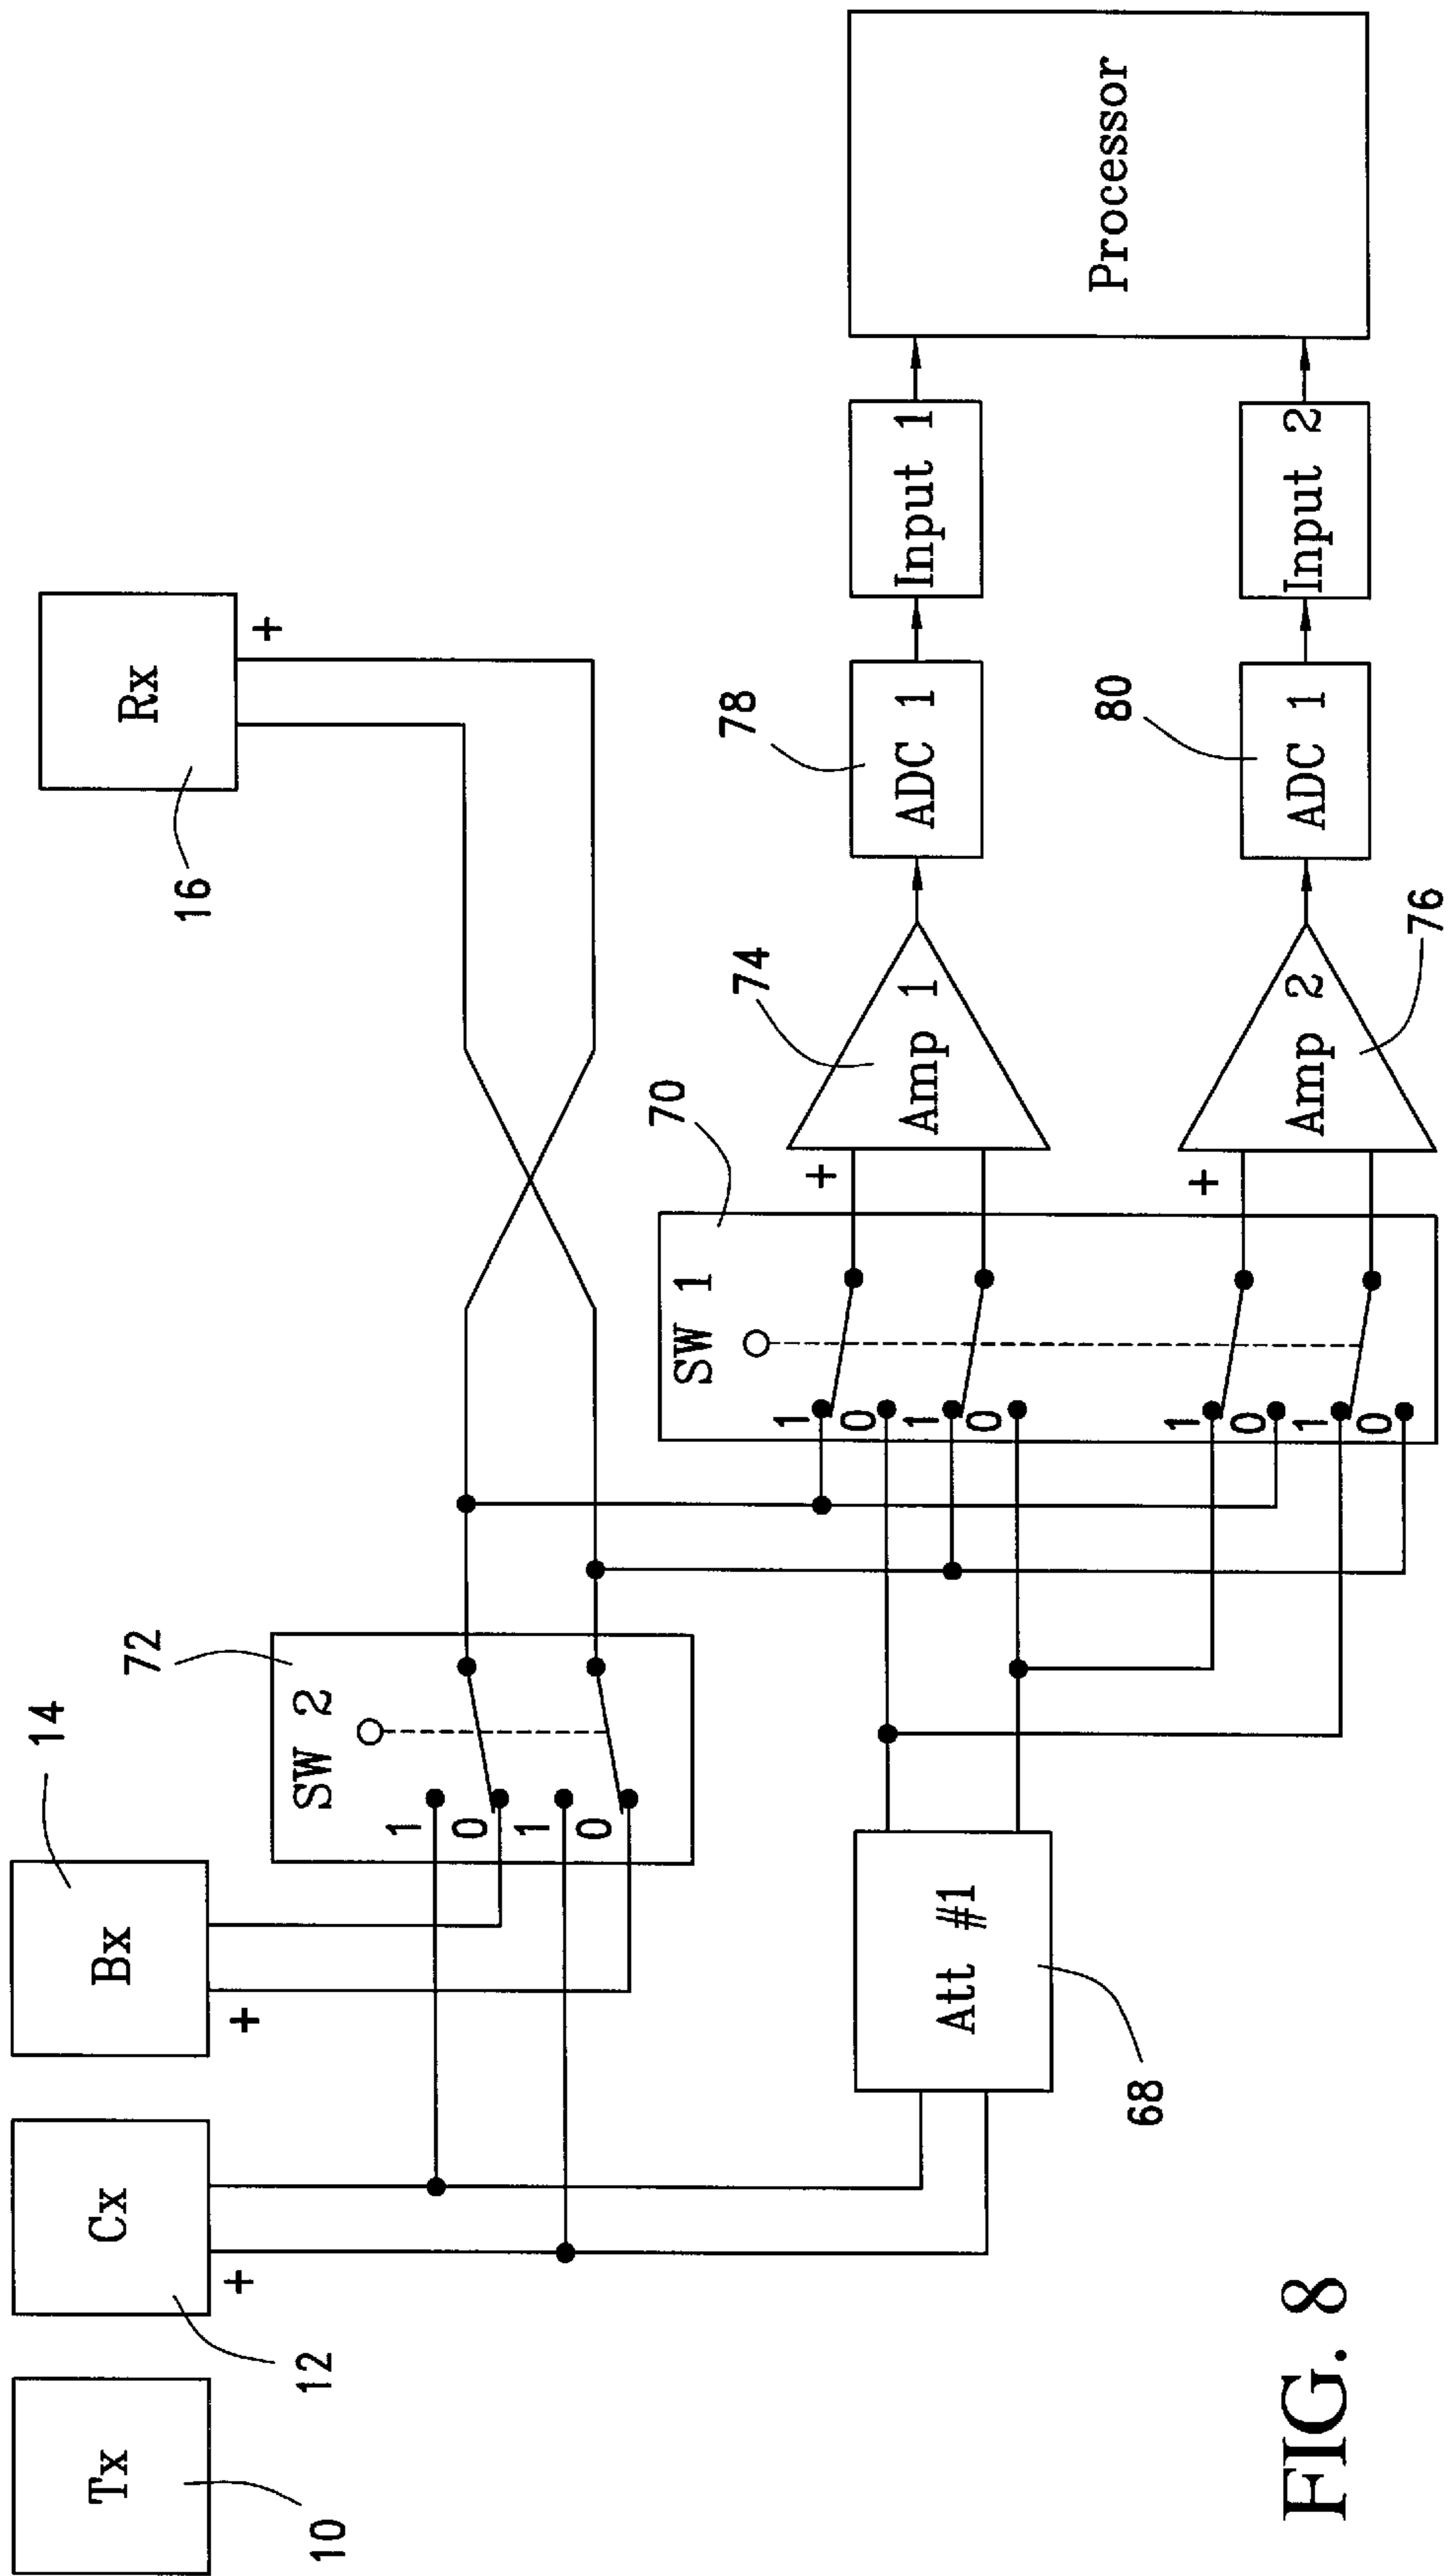 Tx
10
Cx
12
+
Bx
14
+
Rx
16
+
SW 2
72
1
0
1
0
Att #1
68
SW 1
70
1
0
1
0
1
0
1
0
+
Amp 1
74
+
Amp 2
76
ADC 1
78
ADC 1
80
Input 1
Input 2
Processor
FIG. 8